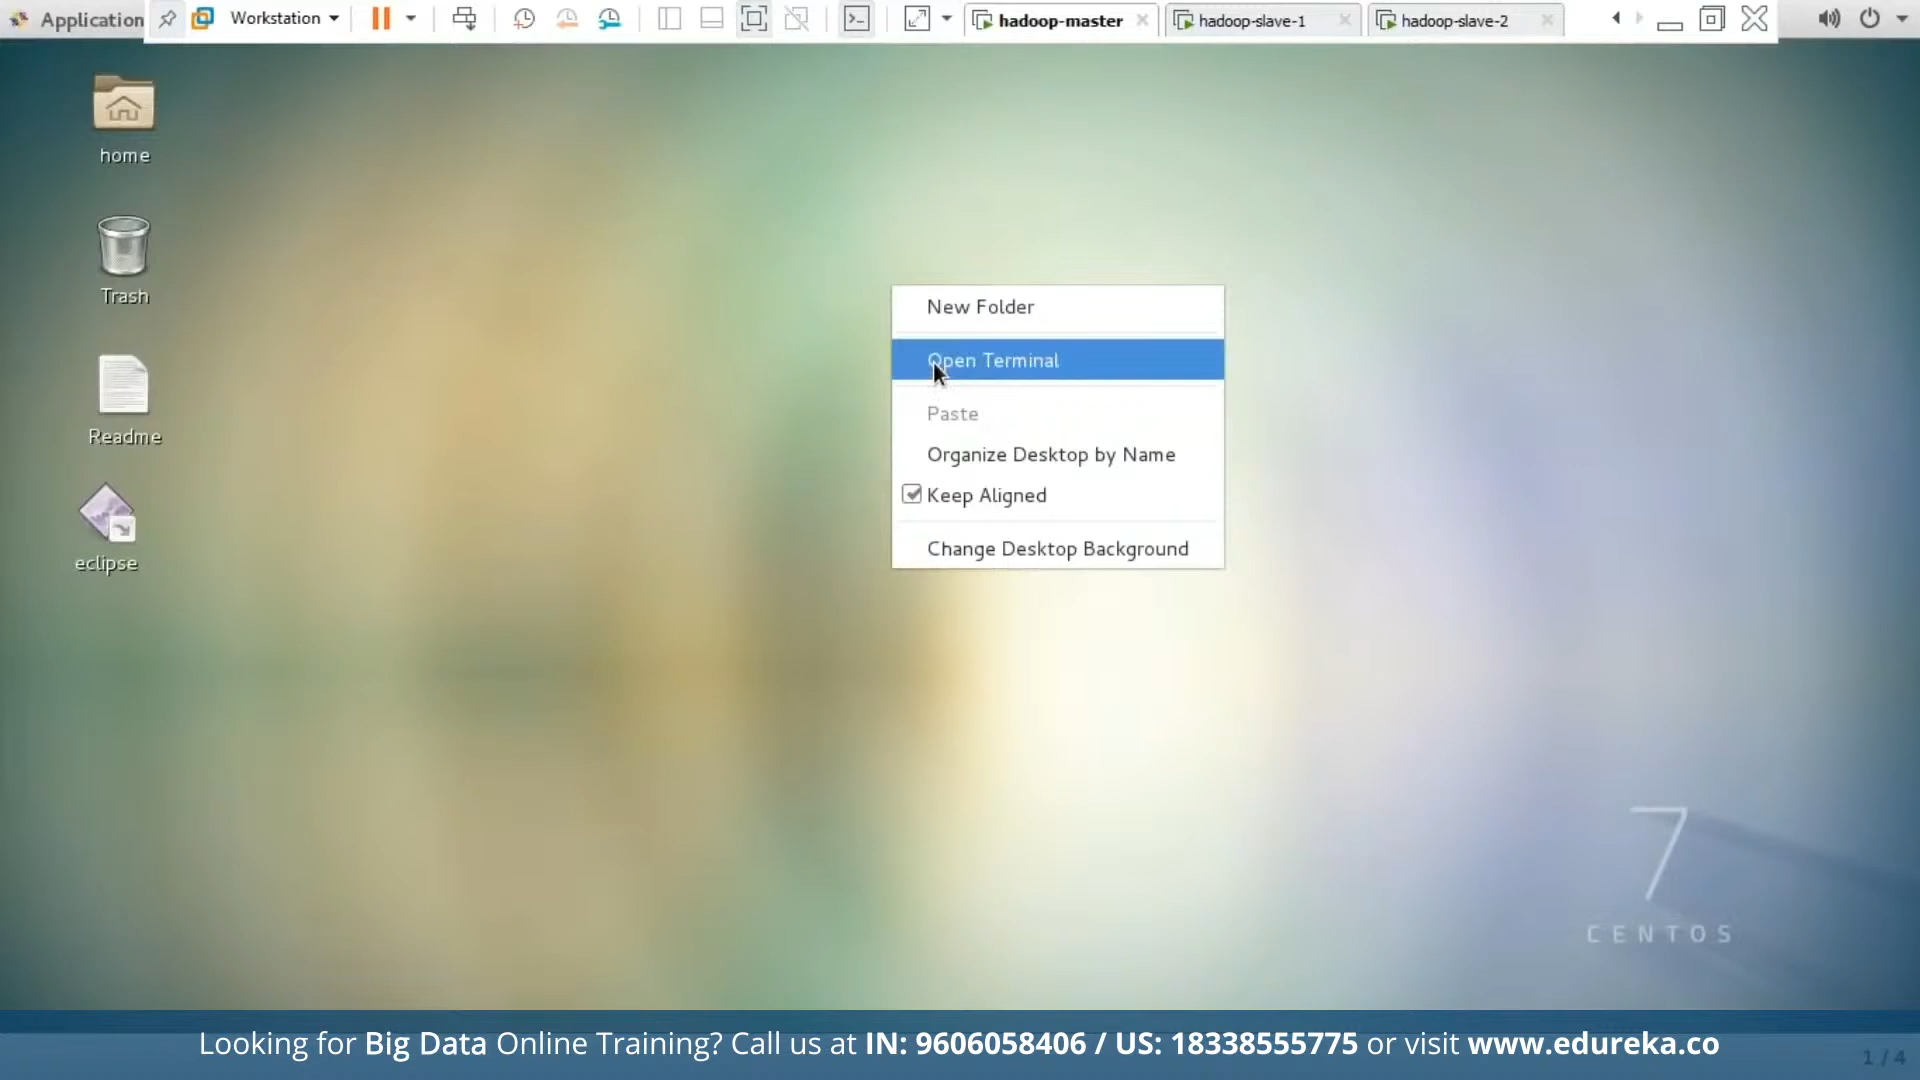 Application
Workstation
hadoop-master
hadoop-slave-1
hadoop-slave-2
home
Trash
Readme
eclipse
New Folder
Open Terminal
Paste
Organize Desktop by Name
Keep Aligned
Change Desktop Background
7
CENTOS
Looking for Big Data Online Training? Call us at IN: 9606058406 / US: 18338555775 or visit www.edureka.co
1 / 4